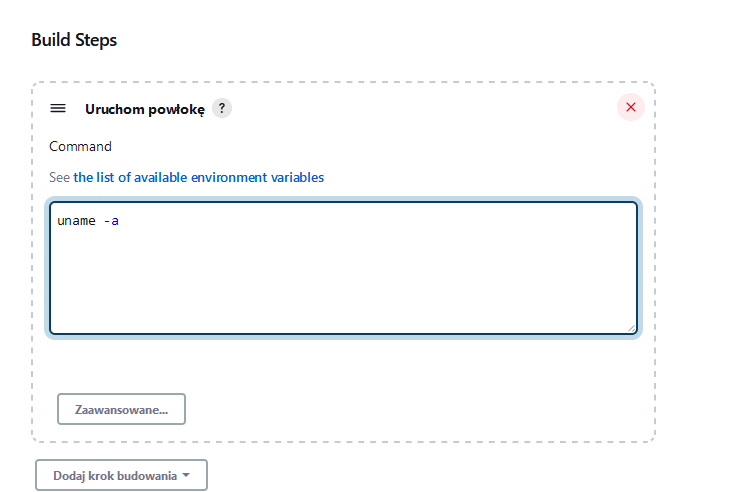 Build Steps
Uruchom powłokę ?
Command
See the list of available environment variables
uname -a
Zaawansowane...
Dodaj krok budowania